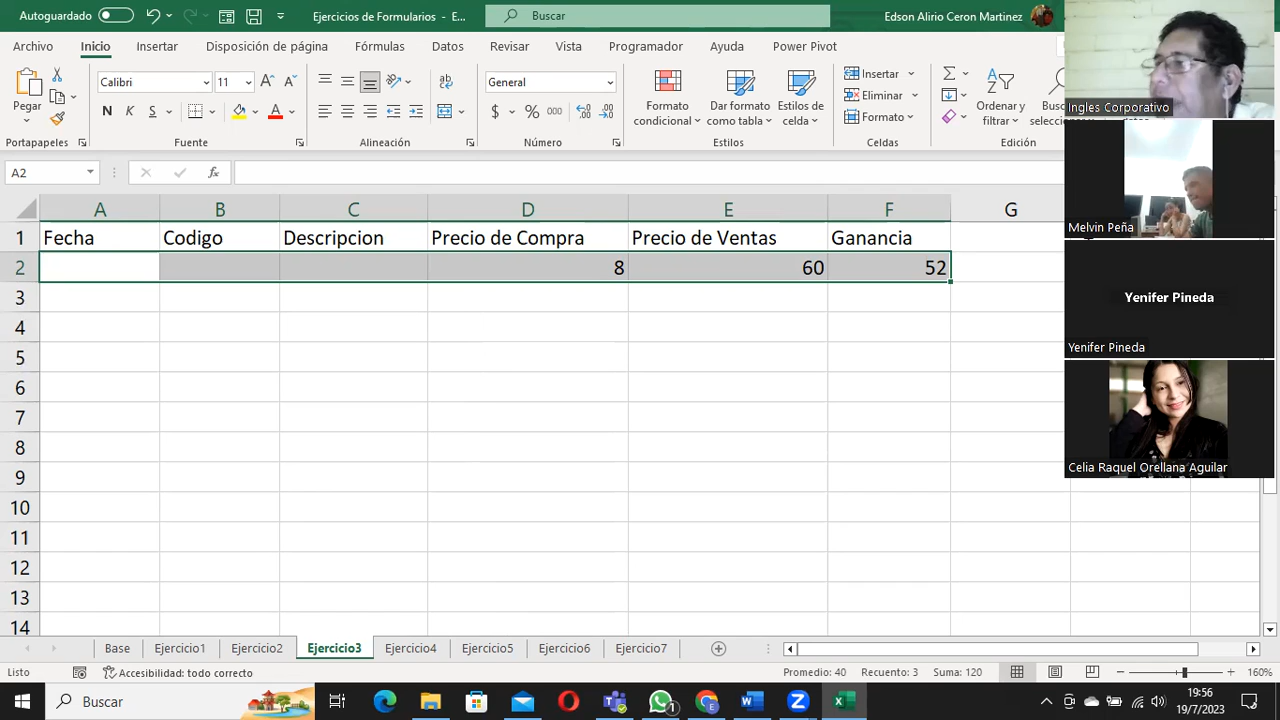 Autoguardado
Ejercicios de Formularios - E...
Buscar
Edson Alirio Ceron Martinez
Archivo
Inicio
Insertar
Disposición de página
Fórmulas
Datos
Revisar
Vista
Programador
Ayuda
Power Pivot
Pegar
Calibri
11
N
K
S
General
$
%
000
Formato condicional
Dar formato como tabla
Estilos de celda
Insertar
Eliminar
Formato
Ordenar y filtrar
Portapapeles
Fuente
Alineación
Número
Estilos
Celdas
Edición
A2
fx
A B C D E F G
1 Fecha Codigo Descripcion Precio de Compra Precio de Ventas Ganancia
2 8 60 52
3
4
5
6
7
8
9
10
11
12
13
14
Base
Ejercicio1
Ejercicio2
Ejercicio3
Ejercicio4
Ejercicio5
Ejercicio6
Ejercicio7
Listo
Accesibilidad: todo correcto
Promedio: 40
Recuento: 3
Suma: 120
160%
Buscar
1
19:56
19/7/2023
Ingles Corporativo
Melvin Peña
Yenifer Pineda
Yenifer Pineda
Celia Raquel Orellana Aguilar